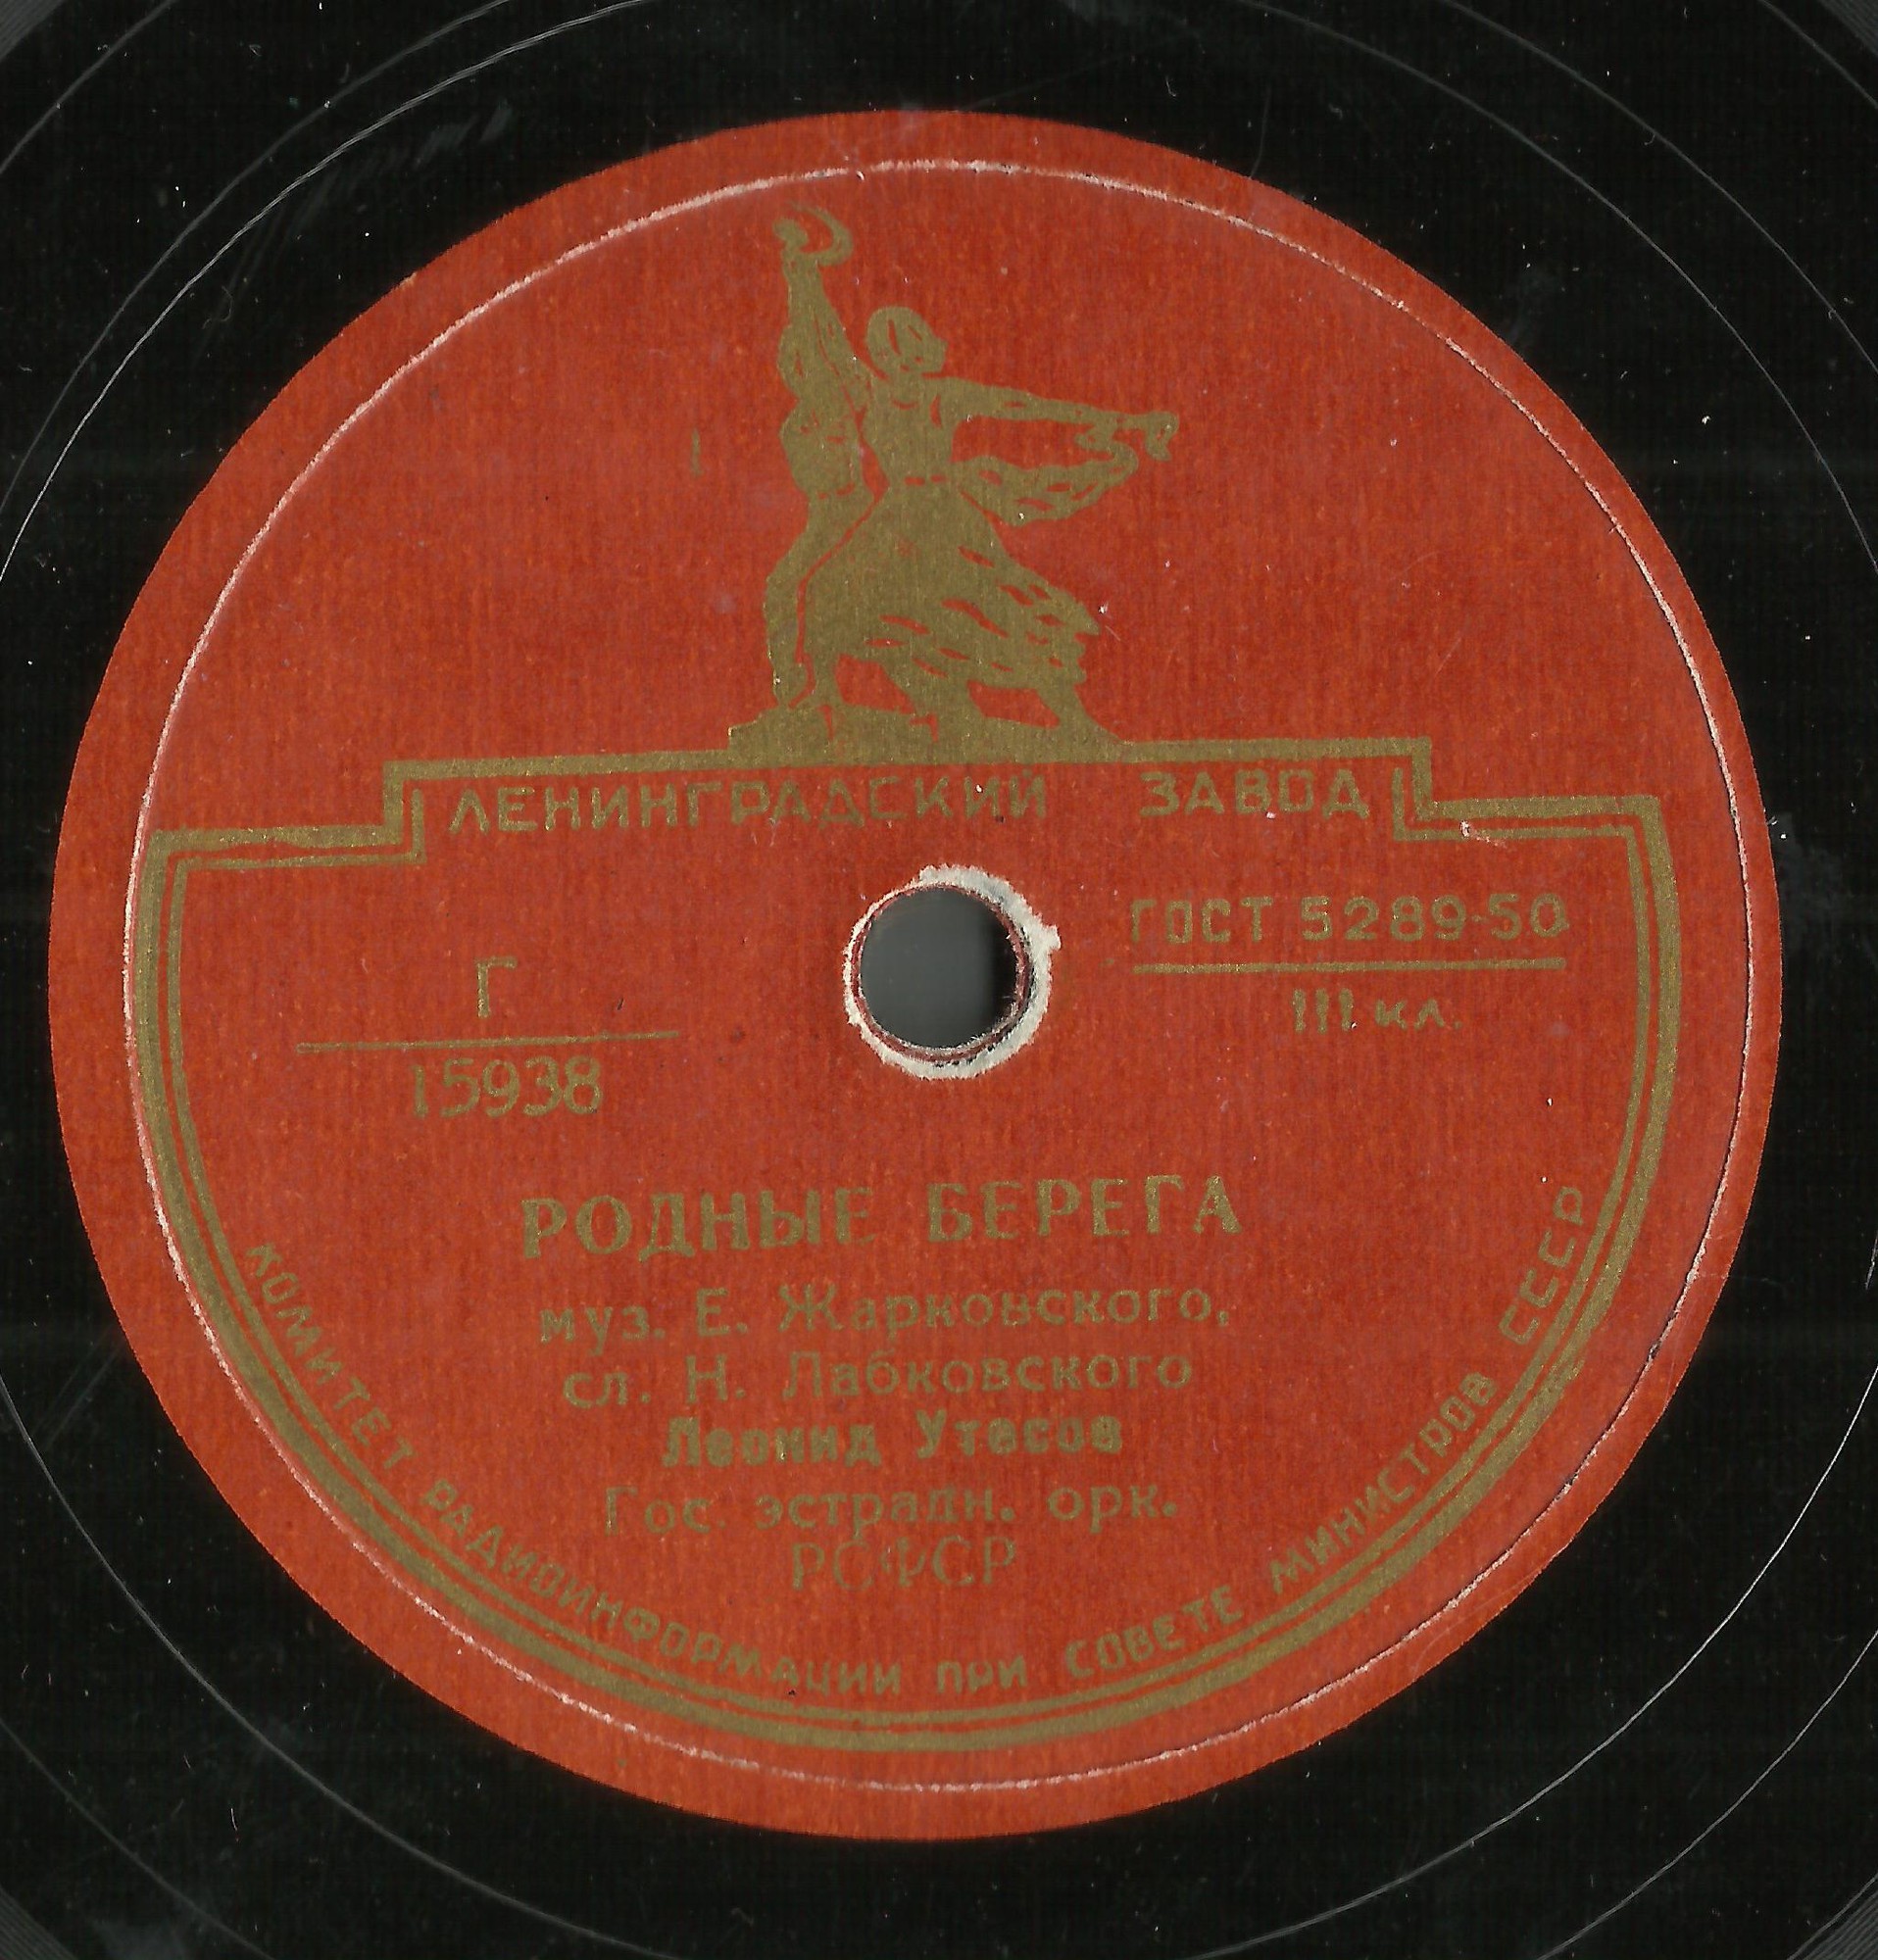 ЛЕНИНГРАДСКИЙ ЗАВОД
ГОСТ 5289-50
III кл.
Г
15938
РОДНЫЕ БЕРЕГА
муз. Е. Жарковского,
сл. Н. Лабковского
Леонид Утесов
Гос. эстрадн. орк.
РСФСР
КОМИТЕТ РАДИОИНФОРМАЦИИ ПРИ СОВЕТЕ МИНИСТРОВ СССР